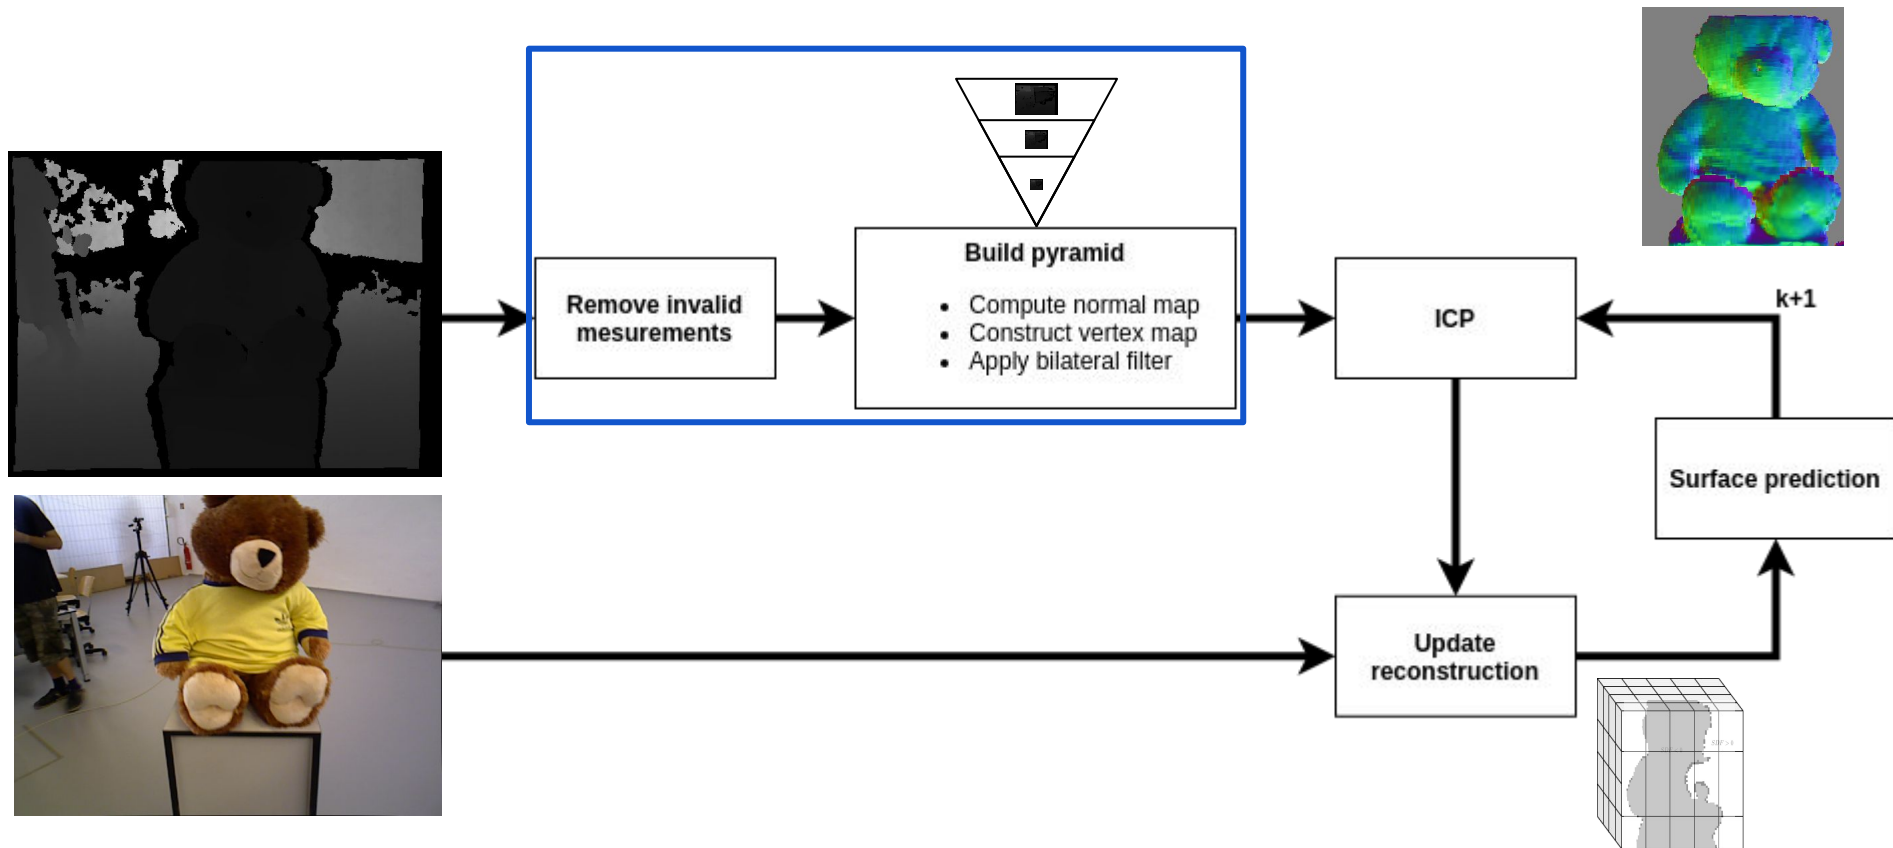 Remove invalid
mesurements
Build pyramid
• Compute normal map
• Construct vertex map
• Apply bilateral filter
ICP
k+1
Surface prediction
Update
reconstruction